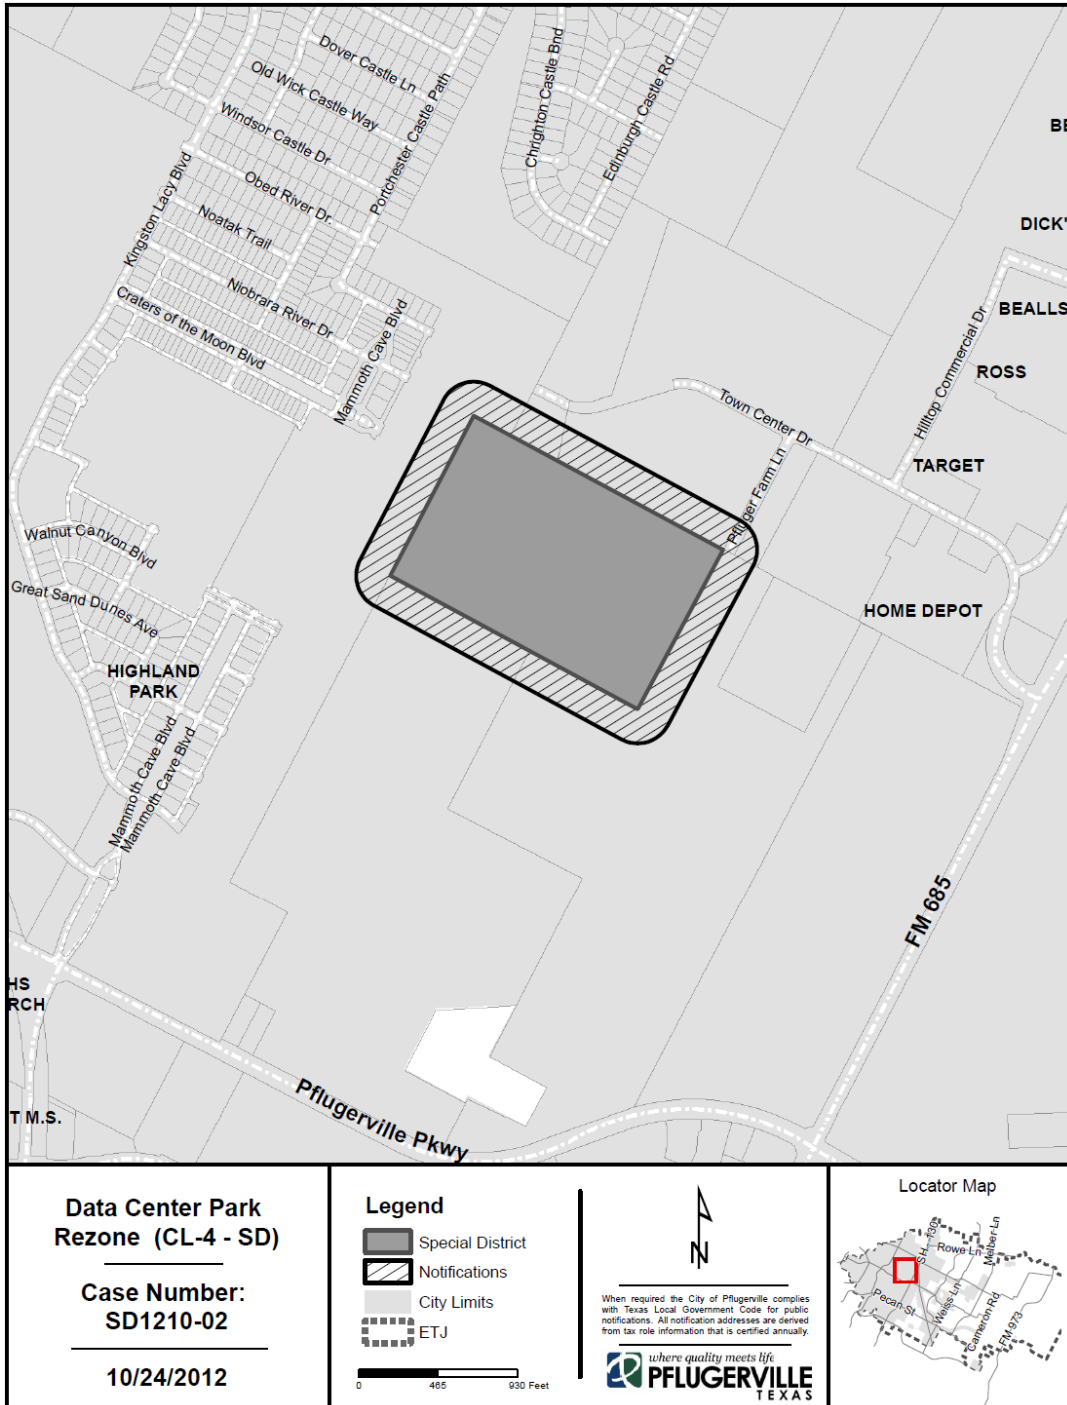 Dover Castle Ln
Old Wick Castle Way
Windsor Castle Dr
Portchester Castle Path
Chrighton Castle Bnd
Edinburgh Castle Rd
Obed River Dr.
Kingston Lacy Blvd
Noatak Trail
Niobrara River Dr
Craters of the Moon Blvd
Mammoth Cave Blvd
BE
DICK'
BEALLS
ROSS
Hilltop Commercial Dr
Town Center Dr
TARGET
Pfluger Farm Ln
Walnut Canyon Blvd
Great Sand Dunes Ave
HOME DEPOT
HIGHLAND
PARK
Mammoth Cave Blvd
Mammoth Cave Blvd
FM 685
HS
RCH
T M.S.
Pflugerville Pkwy
Data Center Park
Rezone (CL-4 - SD)
Case Number:
SD1210-02
10/24/2012
Legend
Special District
Notifications
City Limits
ETJ
0 465 930 Feet
N
When required the City of Pflugerville complies
with Texas Local Government Code for public
notifications. All notification addresses are derived
from tax role information that is certified annually.
where quality meets life
PFLUGERVILLE
TEXAS
Locator Map
SH 130
Rowe Ln
Melber Ln
Pecan St
Weiss Ln
Cameron Rd
FM 973